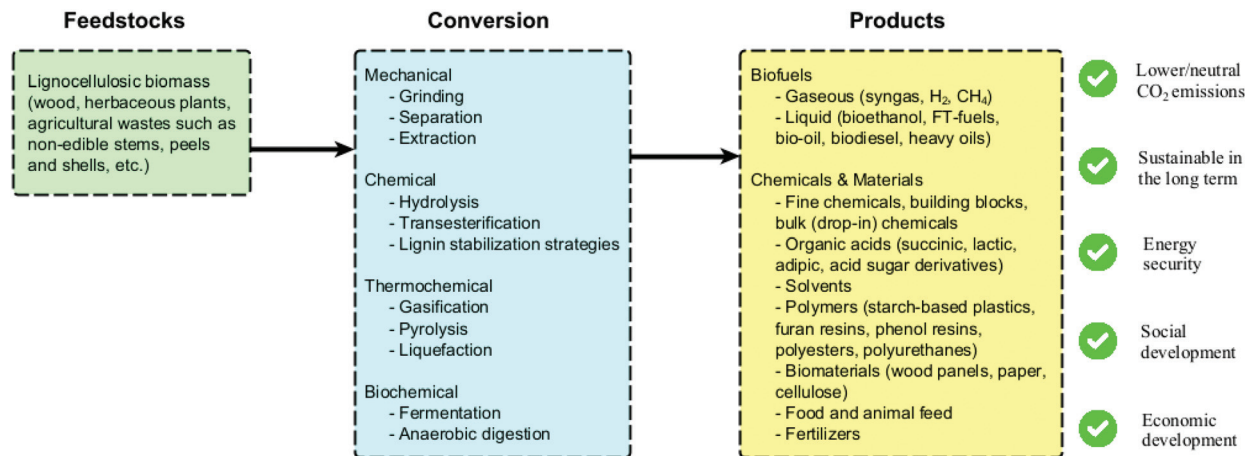 Feedstocks
Lignocellulosic biomass
(wood, herbaceous plants,
agricultural wastes such as
non-edible stems, peels
and shells, etc.)
Conversion
Mechanical
- Grinding
- Separation
- Extraction
Chemical
- Hydrolysis
- Transesterification
- Lignin stabilization strategies
Thermochemical
- Gasification
- Pyrolysis
- Liquefaction
Biochemical
- Fermentation
- Anaerobic digestion
Products
Biofuels
- Gaseous (syngas, H₂, CH₄)
- Liquid (bioethanol, FT-fuels,
bio-oil, biodiesel, heavy oils)
Chemicals & Materials
- Fine chemicals, building blocks,
bulk (drop-in) chemicals
- Organic acids (succinic, lactic,
adipic, acid sugar derivatives)
- Solvents
- Polymers (starch-based plastics,
furan resins, phenol resins,
polyesters, polyurethanes)
- Biomaterials (wood panels, paper,
cellulose)
- Food and animal feed
- Fertilizers
Lower/neutral
CO₂ emissions
Sustainable in
the long term
Energy
security
Social
development
Economic
development